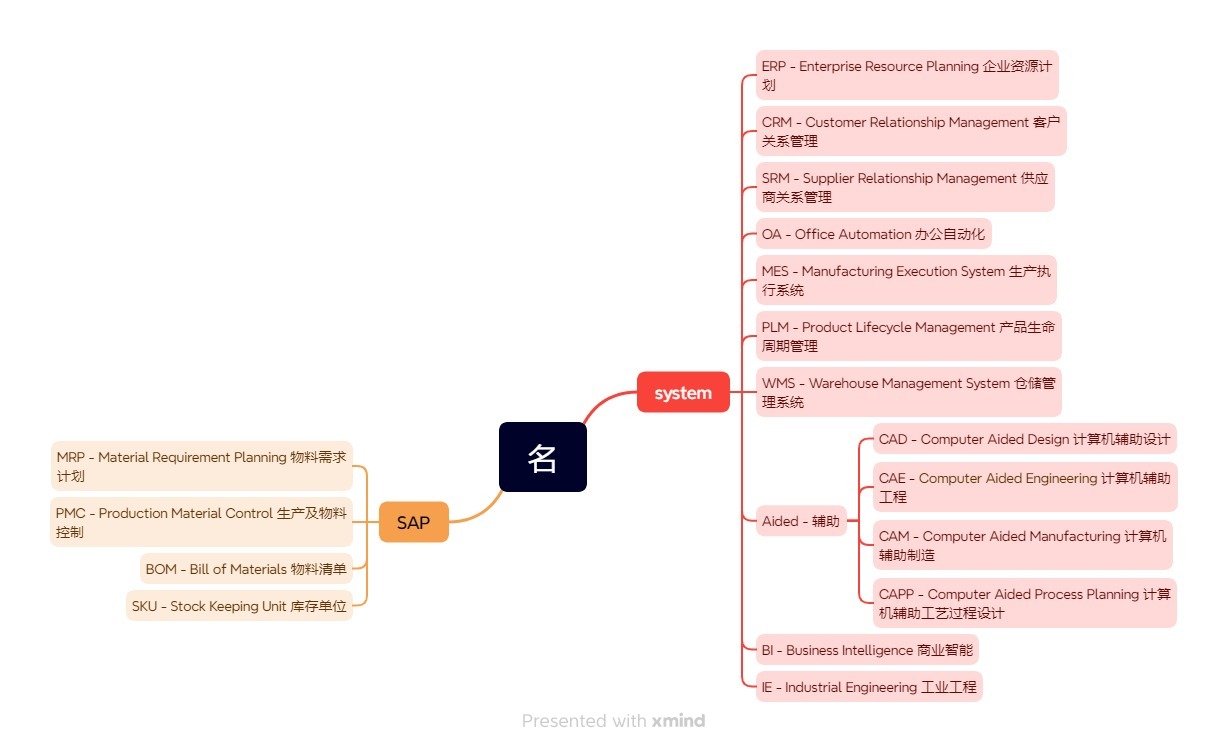 名
system
ERP - Enterprise Resource Planning 企业资源计
划
CRM - Customer Relationship Management 客户
关系管理
SRM - Supplier Relationship Management 供应
商关系管理
OA - Office Automation 办公自动化
MES - Manufacturing Execution System 生产执
行系统
PLM - Product Lifecycle Management 产品生命
周期管理
WMS - Warehouse Management System 仓储管
理系统
Aided - 辅助
CAD - Computer Aided Design 计算机辅助设计
CAE - Computer Aided Engineering 计算机辅助
工程
CAM - Computer Aided Manufacturing 计算机
辅助制造
CAPP - Computer Aided Process Planning 计算
机辅助工艺过程设计
BI - Business Intelligence 商业智能
IE - Industrial Engineering 工业工程
SAP
MRP - Material Requirement Planning 物料需求
计划
PMC - Production Material Control 生产及物料
控制
BOM - Bill of Materials 物料清单
SKU - Stock Keeping Unit 库存单位
Presented with xmind